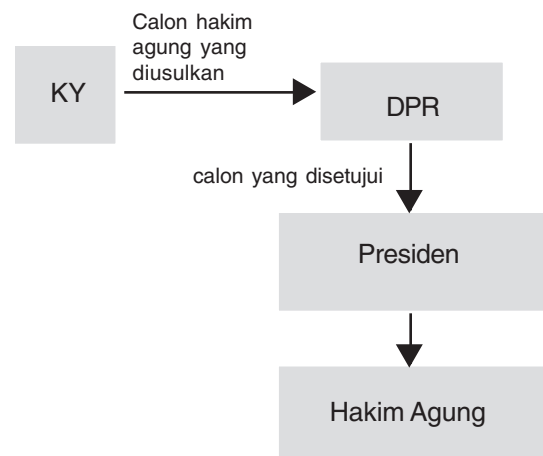 Calon hakim
agung yang
diusulkan
KY
DPR
calon yang disetujui
Presiden
Hakim Agung